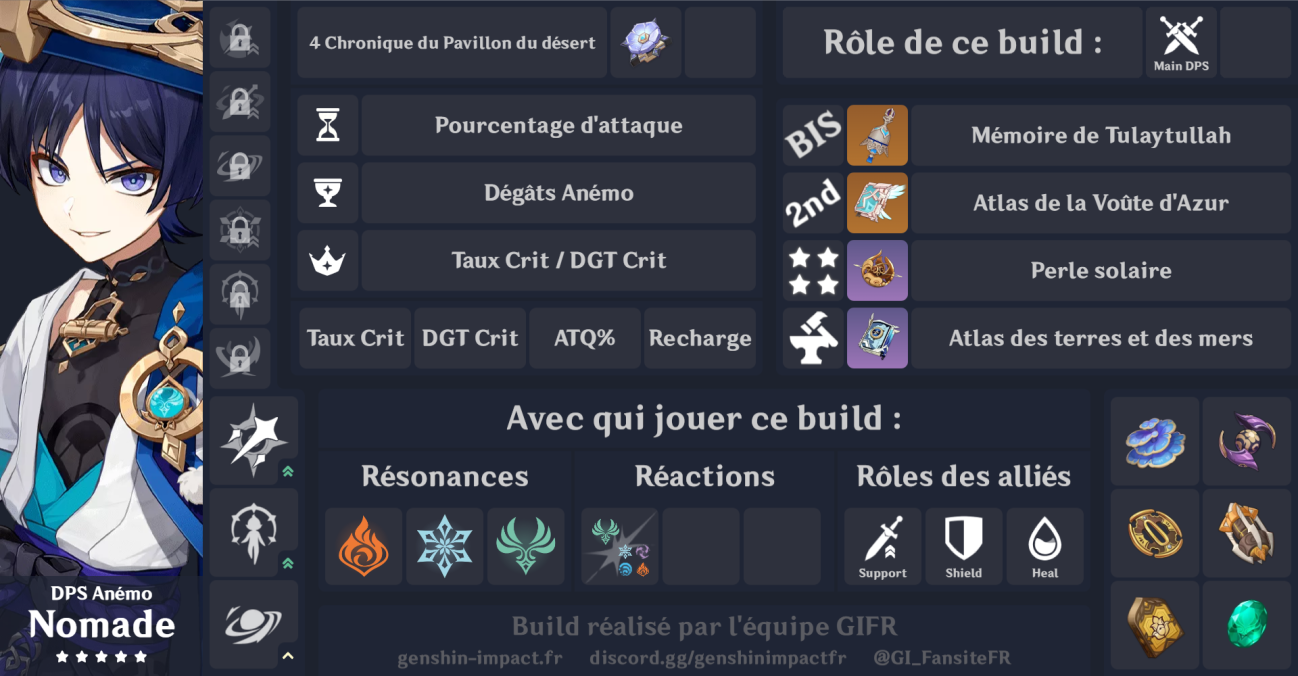 4 Chronique du Pavillon du désert
Rôle de ce build :
Main DPS
Pourcentage d'attaque
Dégâts Anémo
Taux Crit / DGT Crit
Taux Crit
DGT Crit
ATQ%
Recharge
BIS
Mémoire de Tulaytullah
2nd
Atlas de la Voûte d'Azur
Perle solaire
Atlas des terres et des mers
Avec qui jouer ce build :
Résonances
Réactions
Rôles des alliés
Support
Shield
Heal
DPS Anémo
Nomade
Build réalisé par l'équipe GIFR
genshin-impact.fr discord.gg/genshinimpactfr @GI_FansiteFR